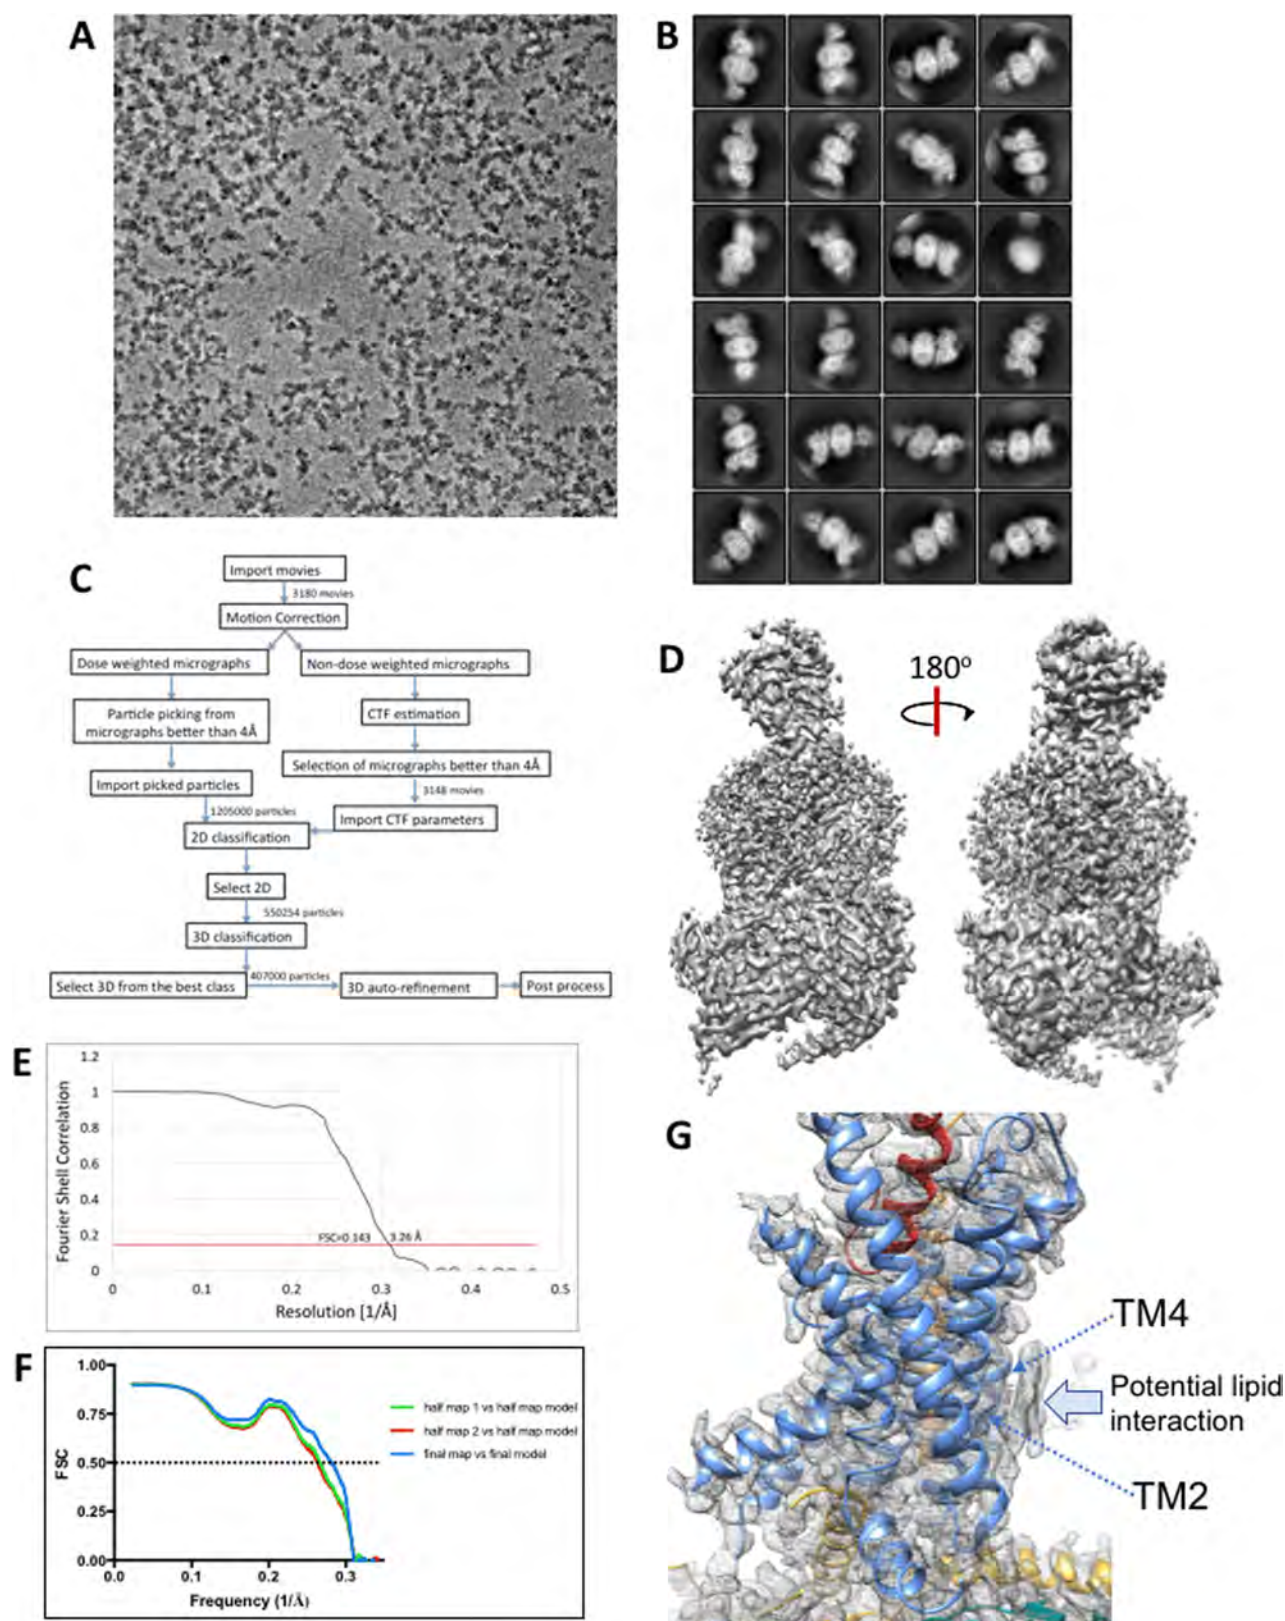 A
B
C
Import movies
3180 movies
Motion Correction
Dose weighted micrographs
Non-dose weighted micrographs
Particle picking from
micrographs better than 4Å
CTF estimation
Selection of micrographs better than 4Å
Import picked particles
3148 movies
1205000 particles
Import CTF parameters
2D classification
Select 2D
550254 particles
3D classification
407000 particles
Select 3D from the best class
3D auto-refinement
Post process
D
180º
E
Fourier Shell Correlation
1.2
1
0.8
0.6
0.4
0.2
0
FSC=0.143
3.26 Å
0
0.1
0.2
0.3
0.4
0.5
Resolution [1/Å]
F
FSC
1.00
0.75
0.50
0.25
0.00
0.0
0.1
0.2
0.3
Frequency (1/Å)
half map 1 vs half map model
half map 2 vs half map model
final map vs final model
G
TM4
Potential lipid
interaction
TM2